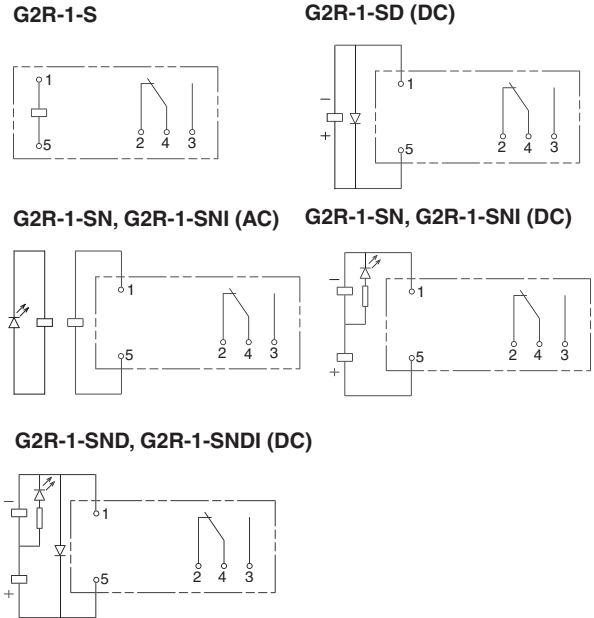 G2R-1-S
G2R-1-SD (DC)
1
5
2 4 3
−
+
1
5
2 4 3
G2R-1-SN, G2R-1-SNI (AC)
G2R-1-SN, G2R-1-SNI (DC)
1
5
2 4 3
−
+
1
5
2 4 3
G2R-1-SND, G2R-1-SNDI (DC)
−
+
1
5
2 4 3